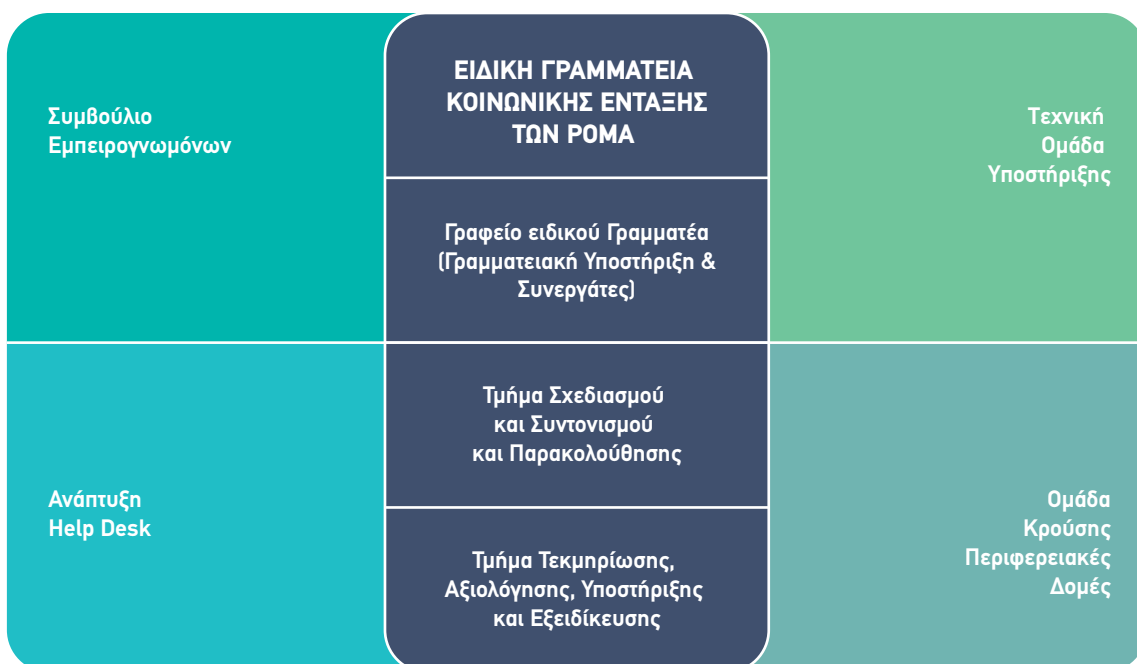 Συμβούλιο
Εμπειρογνωμόνων
ΕΙΔΙΚΗ ΓΡΑΜΜΑΤΕΙΑ
ΚΟΙΝΩΝΙΚΗΣ ΕΝΤΑΞΗΣ
ΤΩΝ ΡΟΜΑ
Γραφείο ειδικού Γραμματέα
(Γραμματειακή Υποστήριξη &
Συνεργάτες)
Τεχνική
Ομάδα
Υποστήριξης
Ανάπτυξη
Help Desk
Τμήμα Σχεδιασμού
και Συντονισμού
και Παρακολούθησης
Τμήμα Τεκμηρίωσης,
Αξιολόγησης, Υποστήριξης
και Εξειδίκευσης
Ομάδα
Κρούσης
Περιφερειακές
Δομές